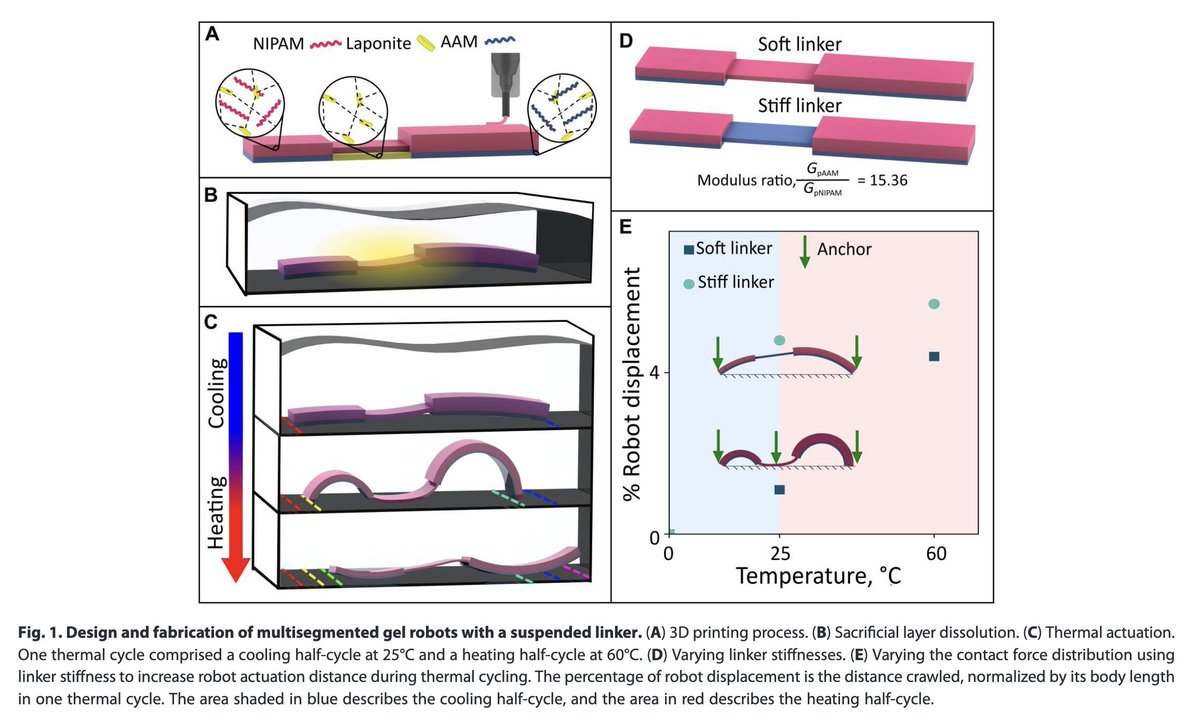 A
NIPAM Laponite AAM
B
C
Cooling
Heating
D
Soft linker
Stiff linker
Modulus ratio, GpAAM / GpNIPAM = 15.36
E
Soft linker
Anchor
Stiff linker
% Robot displacement
4
0
0 25 60
Temperature, °C
Fig. 1. Design and fabrication of multisegmented gel robots with a suspended linker. (A) 3D printing process. (B) Sacrificial layer dissolution. (C) Thermal actuation.
One thermal cycle comprised a cooling half-cycle at 25°C and a heating half-cycle at 60°C. (D) Varying linker stiffnesses. (E) Varying the contact force distribution using
linker stiffness to increase robot actuation distance during thermal cycling. The percentage of robot displacement is the distance crawled, normalized by its body length
in one thermal cycle. The area shaded in blue describes the cooling half-cycle, and the area in red describes the heating half-cycle.